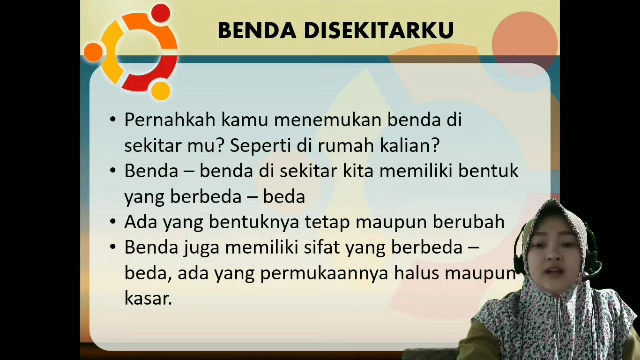 BENDA DISEKITARKU
• Pernahkah kamu menemukan benda di
sekitar mu? Seperti di rumah kalian?
• Benda – benda di sekitar kita memiliki bentuk
yang berbeda – beda
• Ada yang bentuknya tetap maupun berubah
• Benda juga memiliki sifat yang berbeda –
beda, ada yang permukaannya halus maupun
kasar.